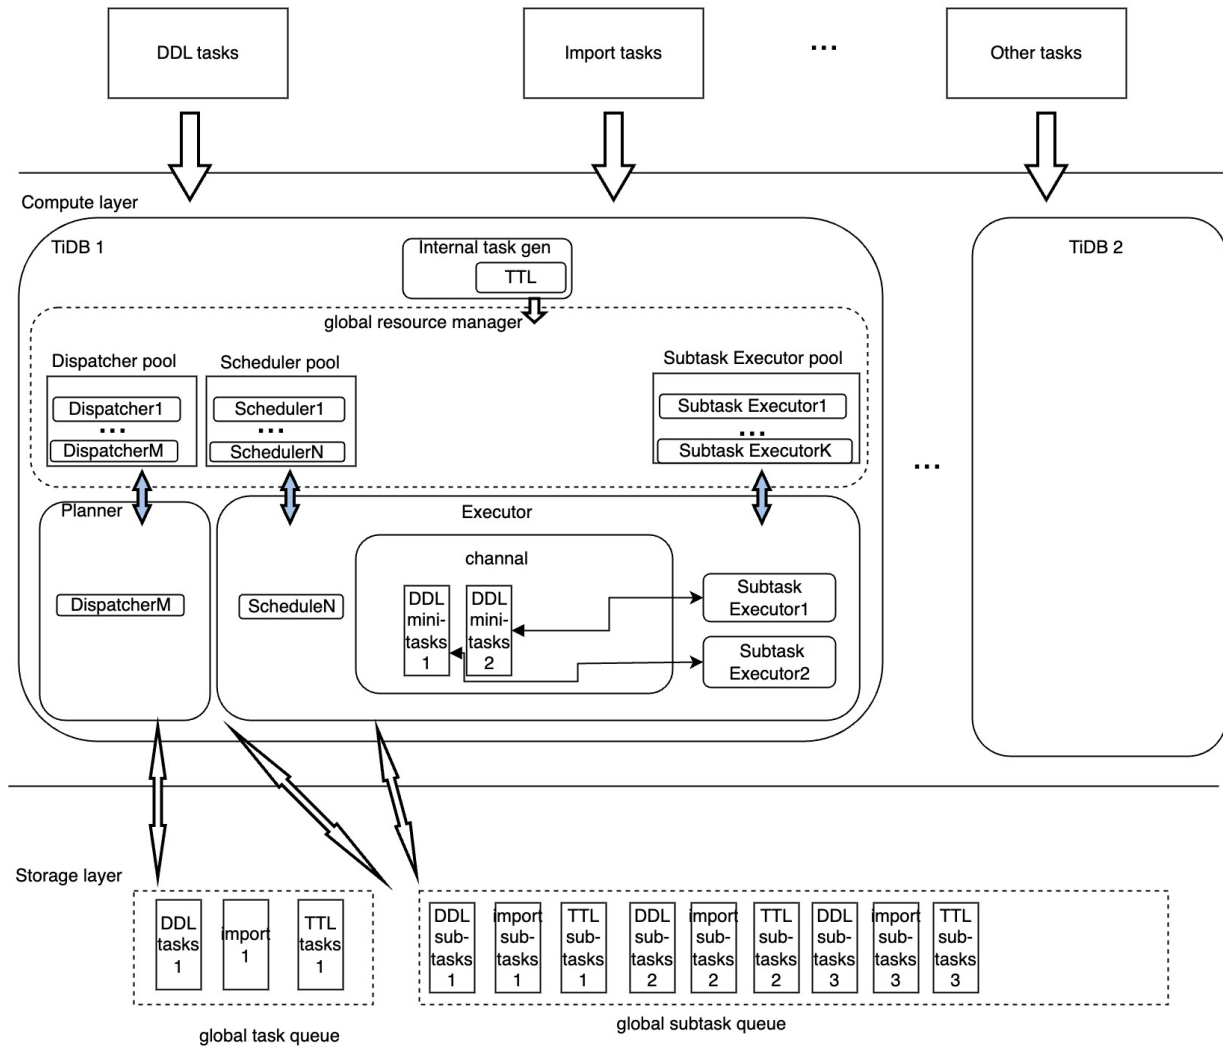 DDL tasks
Import tasks
...
Other tasks
Compute layer
TiDB 1
Internal task gen
TTL
TiDB 2
global resource manager
Dispatcher pool
Scheduler pool
Subtask Executor pool
Dispatcher1
...
DispatcherM
Scheduler1
...
SchedulerN
Subtask Executor1
...
Subtask ExecutorK
...
Planner
Executor
channal
DispatcherM
ScheduleN
DDL
mini-
tasks
1
DDL
mini-
tasks
2
Subtask
Executor1
Subtask
Executor2
Storage layer
DDL
tasks
1
import
1
TTL
tasks
1
DDL
sub-
tasks
1
import
sub-
tasks
1
TTL
sub-
tasks
1
DDL
sub-
tasks
2
import
sub-
tasks
2
TTL
sub-
tasks
2
DDL
sub-
tasks
3
import
sub-
tasks
3
TTL
sub-
tasks
3
global task queue
global subtask queue